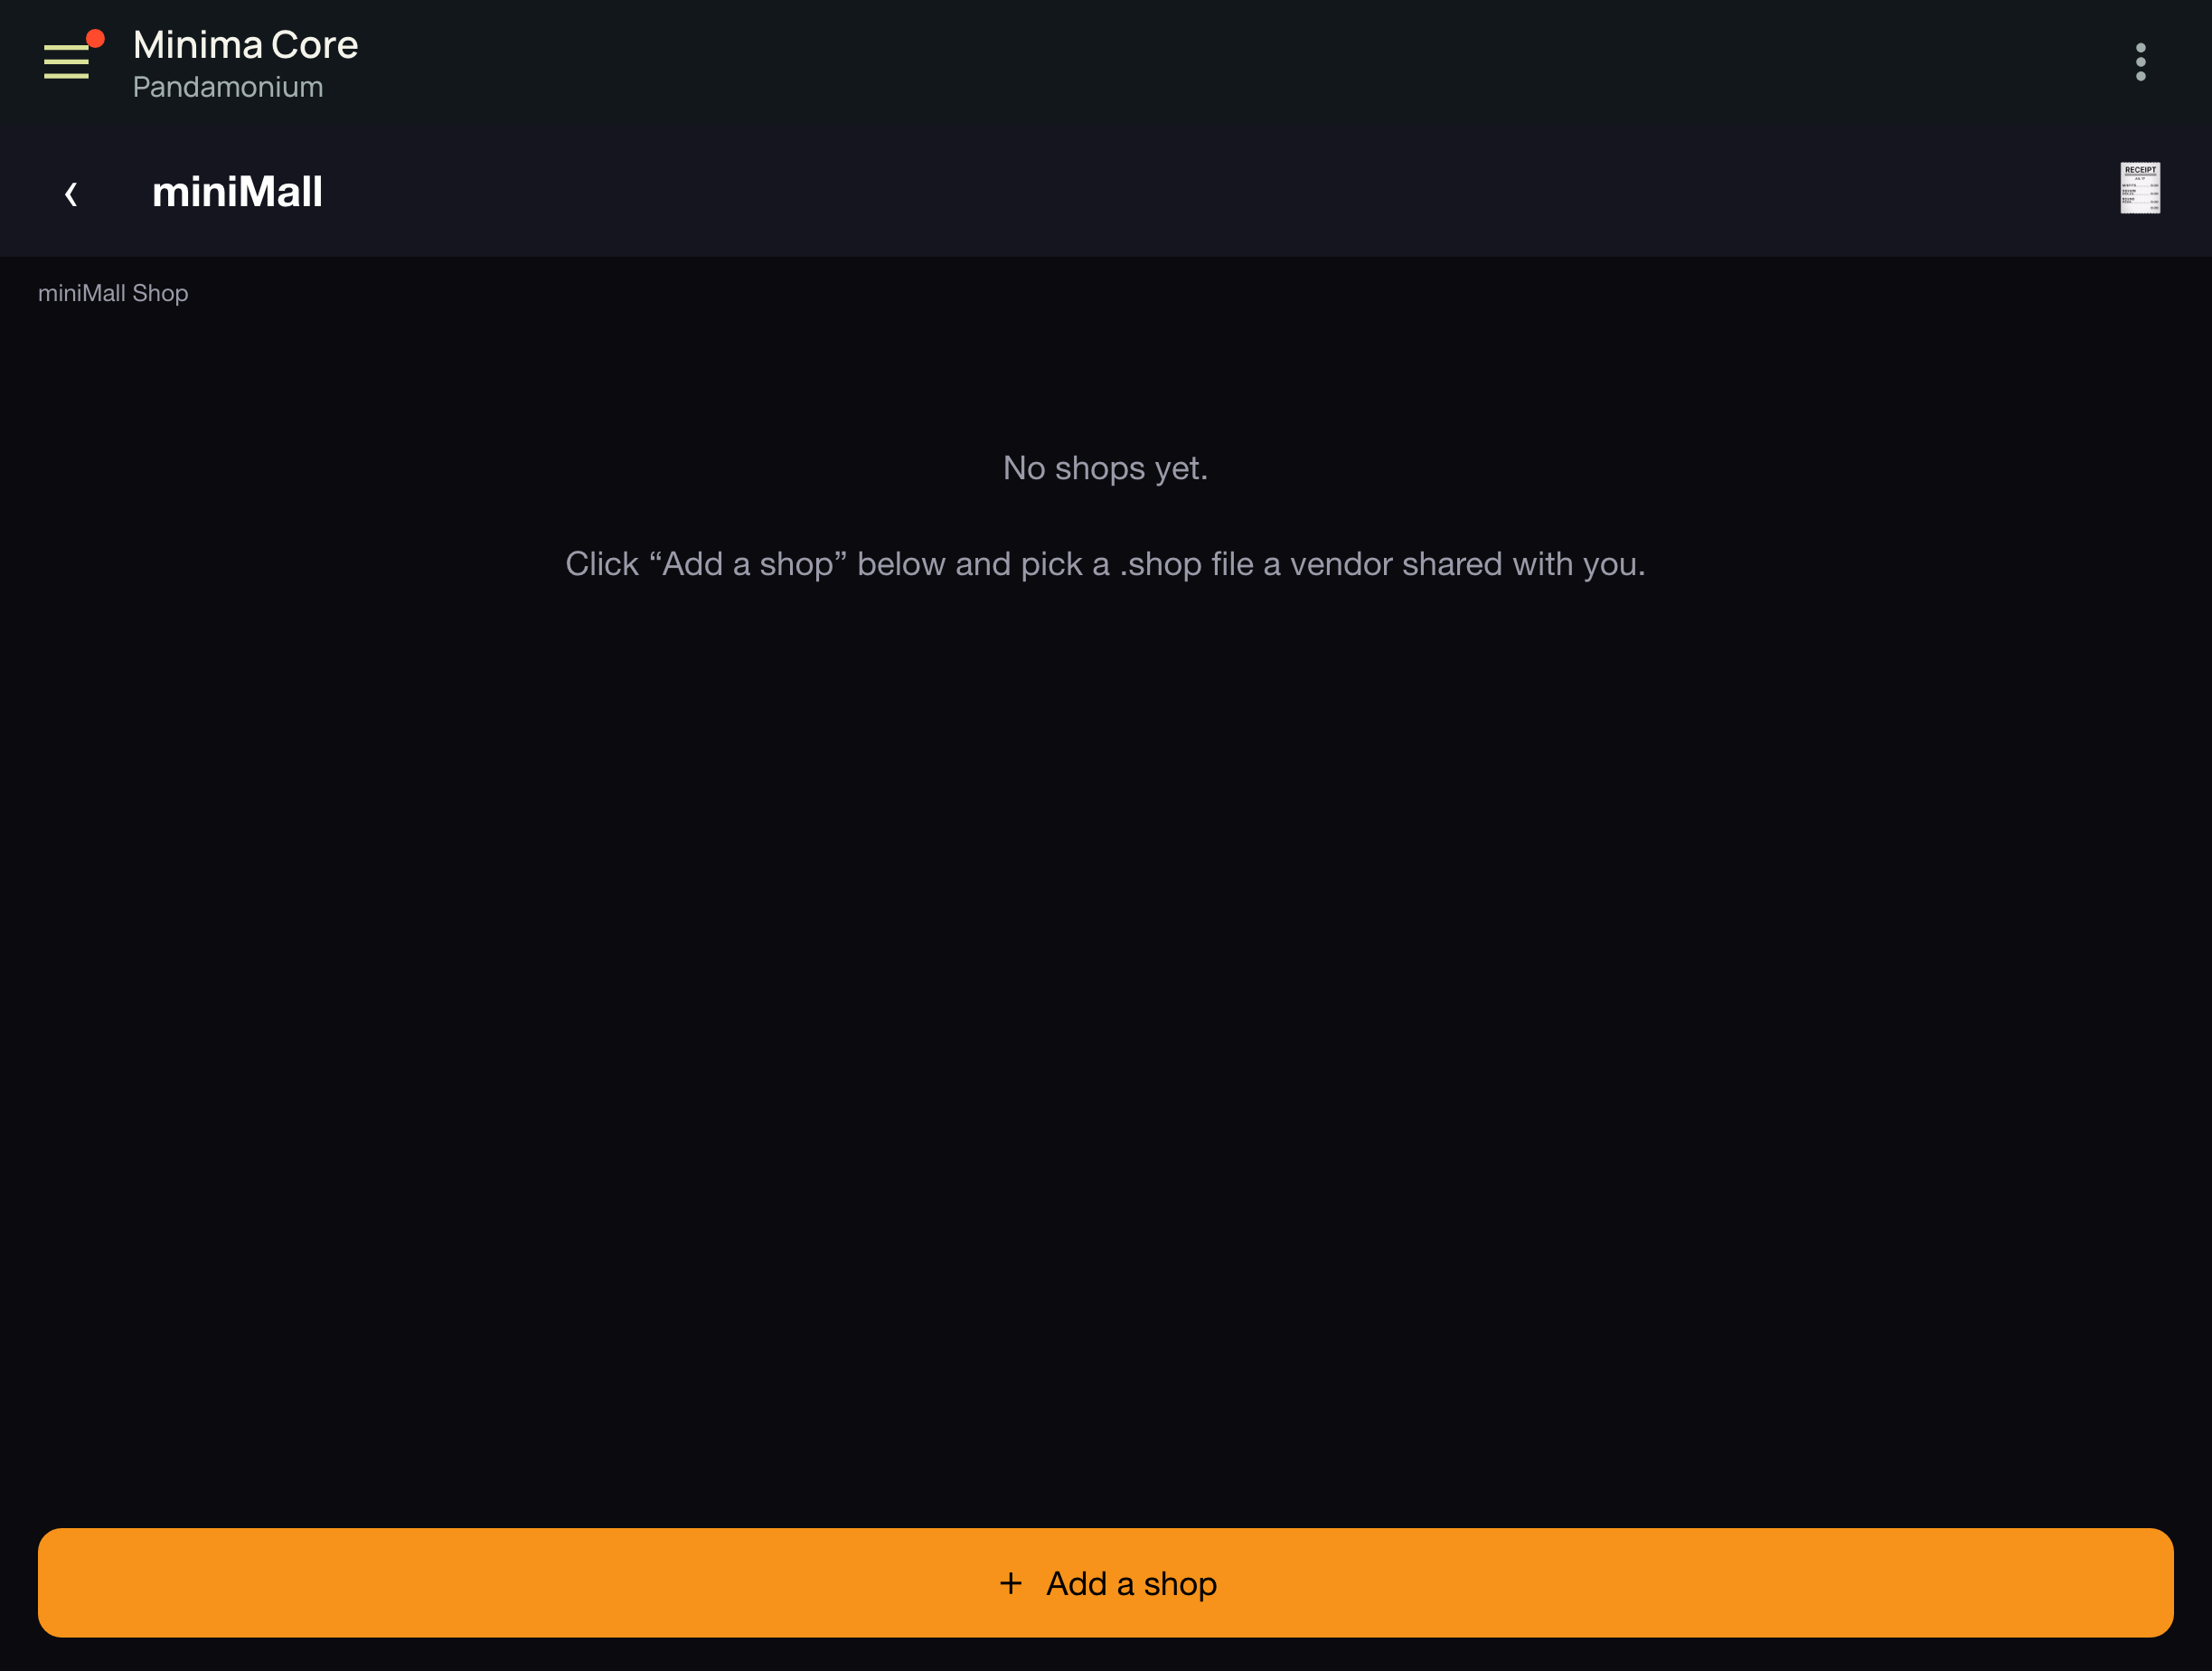 Minima Core
Pandamonium
‹ miniMall
RECEIPT
miniMall Shop
No shops yet.
Click “Add a shop” below and pick a .shop file a vendor shared with you.
+ Add a shop